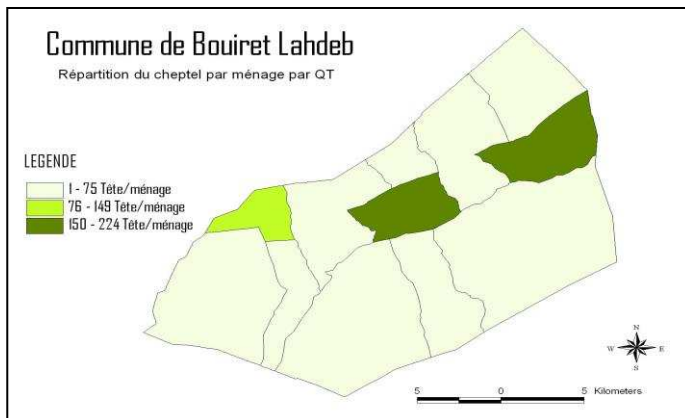 Commune de Bouiret Lahdeb
Répartition du cheptel par ménage par QT
LEGENDE
1 - 75 Tête/ménage
76 - 149 Tête/ménage
150 - 224 Tête/ménage
N
W E
S
5 0 5 Kilometers